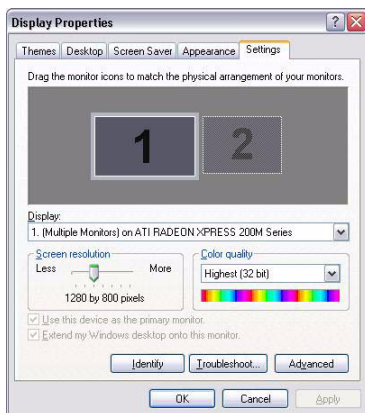 Display Properties
Themes Desktop Screen Saver Appearance Settings
Drag the monitor icons to match the physical arrangement of your monitors.
1 2
Display:
1. (Multiple Monitors) on ATI RADEON XPRESS 200M Series
Screen resolution Color quality
Less More Highest (32 bit)
1280 by 800 pixels
Use this device as the primary monitor.
Extend my Windows desktop onto this monitor.
Identify Troubleshoot... Advanced
OK Cancel Apply